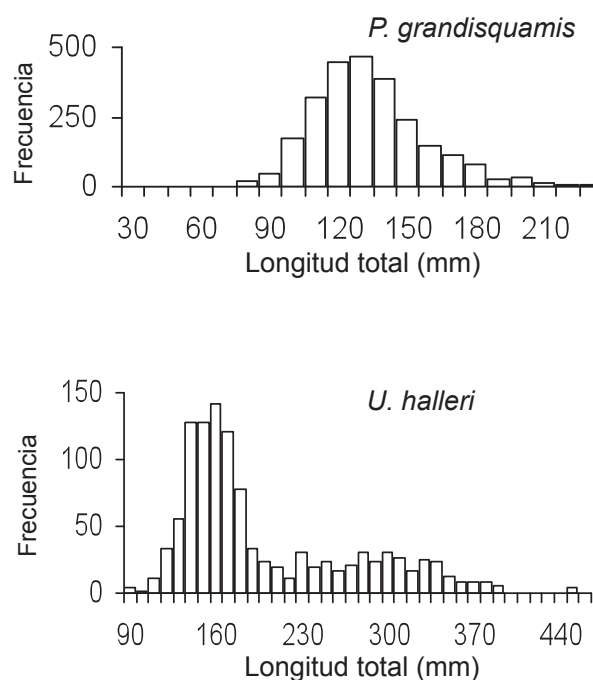 P. grandisquamis
500
250
0
Frecuencia
30 60 90 120 150 180 210
Longitud total (mm)
U. halleri
150
100
50
0
Frecuencia
90 160 230 300 370 440
Longitud total (mm)